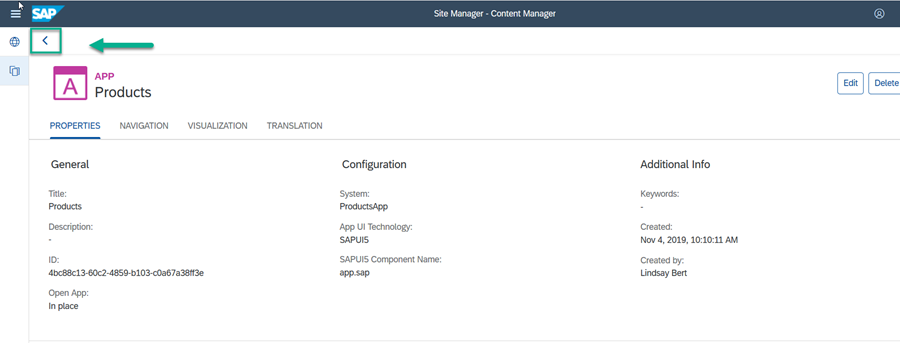 SAP Site Manager - Content Manager
A APP
Products
Edit Delete
PROPERTIES NAVIGATION VISUALIZATION TRANSLATION
General Configuration Additional Info
Title: System: Keywords:
Products ProductsApp -
Description: App UI Technology: Created:
- SAPUI5 Nov 4, 2019, 10:10:11 AM
ID: SAPUI5 Component Name: Created by:
4bc88c13-60c2-4859-b103-c0a67a38ff3e app.sap Lindsay Bert
Open App:
In place